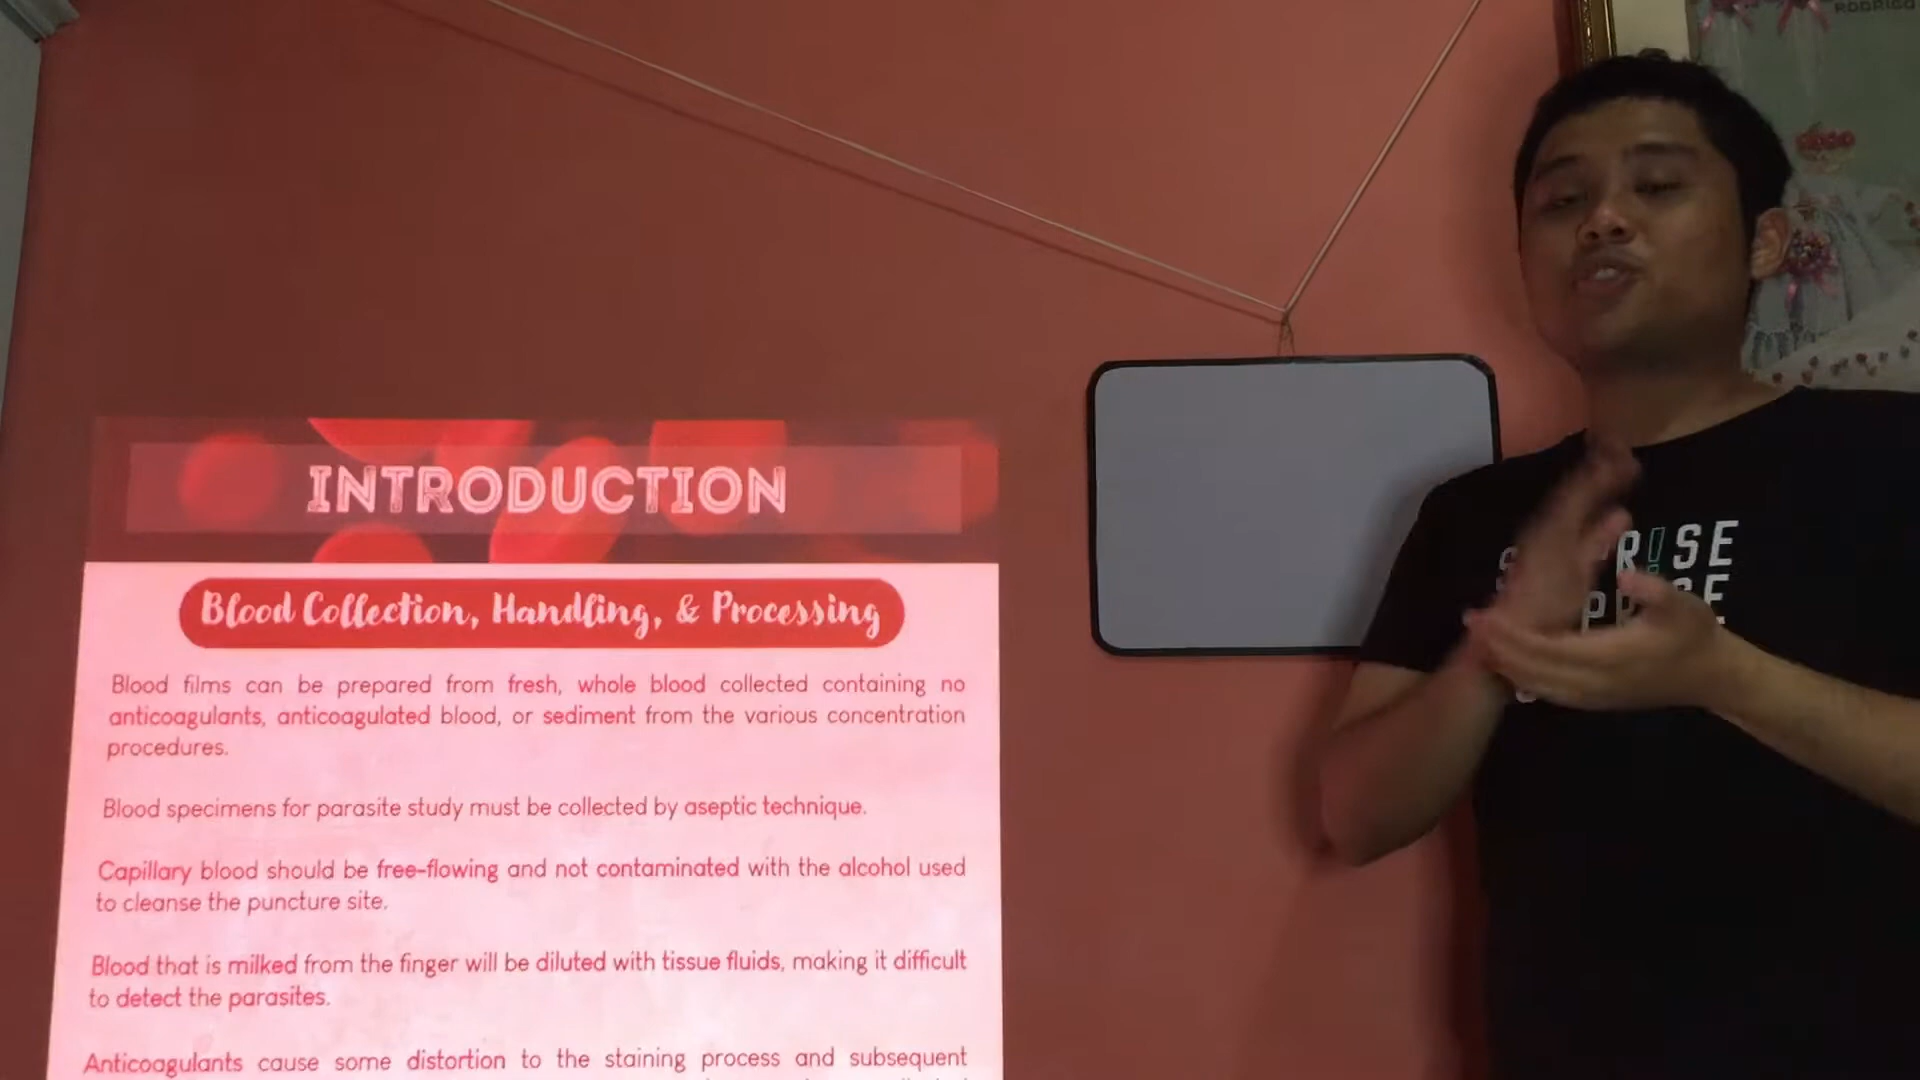 RODRIGO
INTRODUCTION
Blood Collection, Handling, & Processing
Blood films can be prepared from fresh, whole blood collected containing no
anticoagulants, anticoagulated blood, or sediment from the various concentration
procedures.
Blood specimens for parasite study must be collected by aseptic technique.
Capillary blood should be free-flowing and not contaminated with the alcohol used
to cleanse the puncture site.
Blood that is milked from the finger will be diluted with tissue fluids, making it difficult
to detect the parasites.
Anticoagulants cause some distortion to the staining process and subsequent